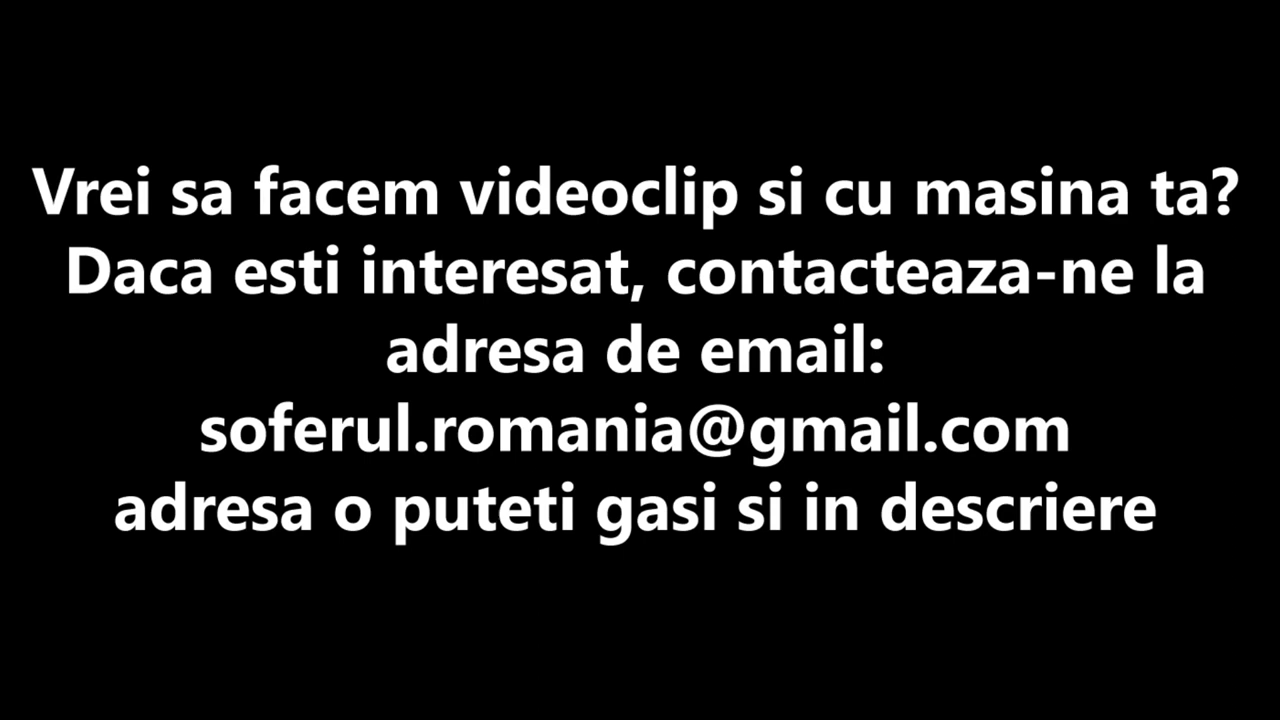 Vrei sa facem videoclip si cu masina ta?
Daca esti interesat, contacteaza-ne la
adresa de email:
soferul.romania@gmail.com
adresa o puteti gasi si in descriere